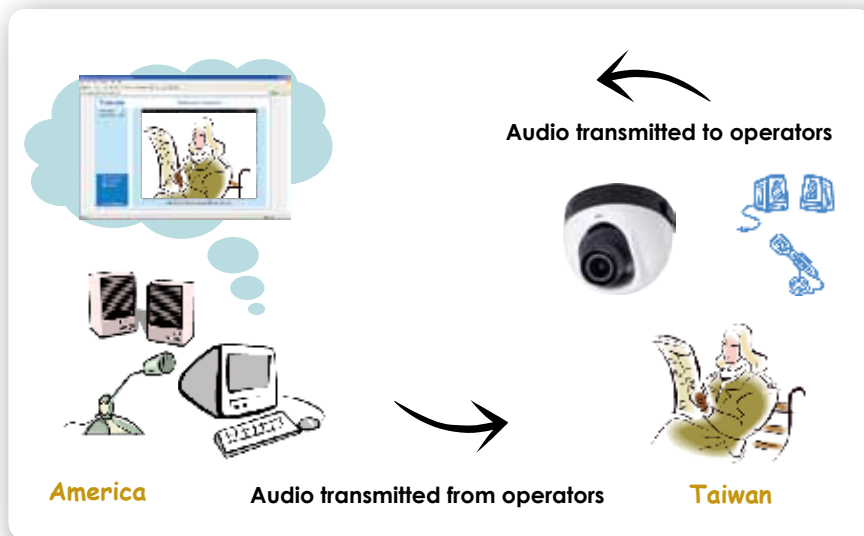 Audio transmitted to operators
America
Audio transmitted from operators
Taiwan